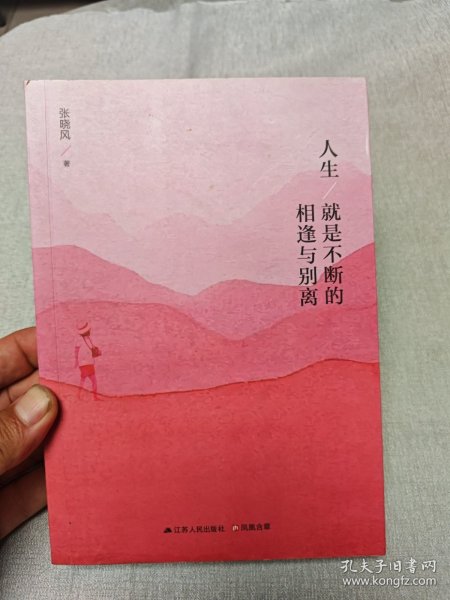 人生/就是不断的
相逢与别离
张晓风/著
江苏人民出版社 凤凰含章
孔夫子旧书网
www.kongfz.com